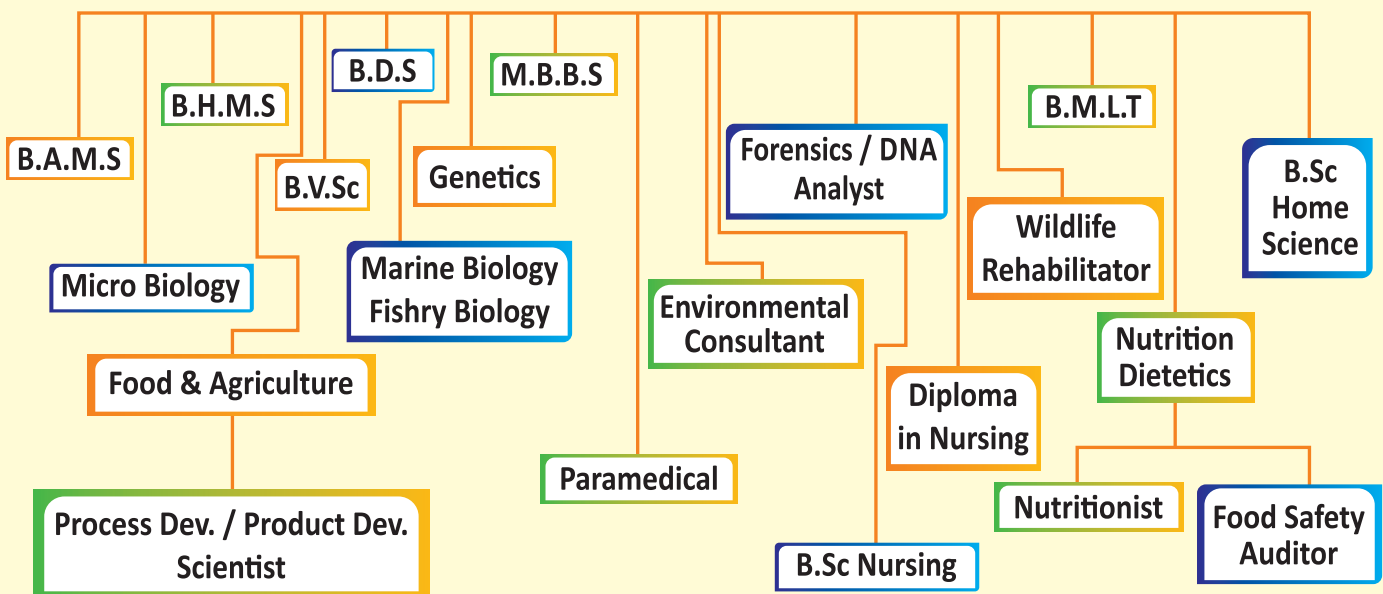 B.D.S
M.B.B.S
B.H.M.S
B.M.L.T
B.A.M.S
B.V.Sc
Genetics
Forensics / DNA
Analyst
B.Sc
Home
Science
Wildlife
Rehabilitator
Micro Biology
Marine Biology
Fishry Biology
Environmental
Consultant
Nutrition
Dietetics
Food & Agriculture
Diploma
in Nursing
Paramedical
Nutritionist
Food Safety
Auditor
Process Dev. / Product Dev.
Scientist
B.Sc Nursing